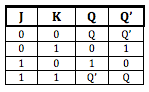 J K Q Q’
0 0 Q Q’
0 1 0 1
1 0 1 0
1 1 Q’ Q